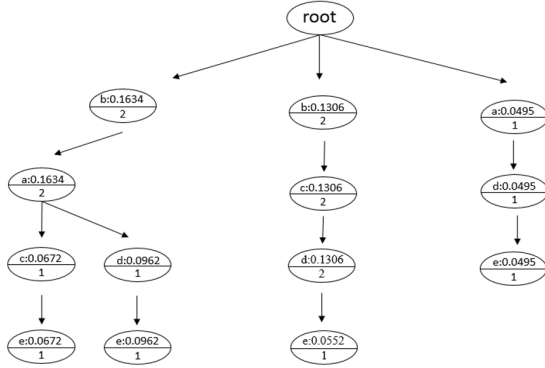 root
b:0.1634
2
b:0.1306
2
a:0.0495
1
a:0.1634
2
c:0.1306
2
d:0.0495
1
c:0.0672
1
d:0.0962
1
d:0.1306
2
e:0.0495
1
e:0.0672
1
e:0.0962
1
e:0.0552
1